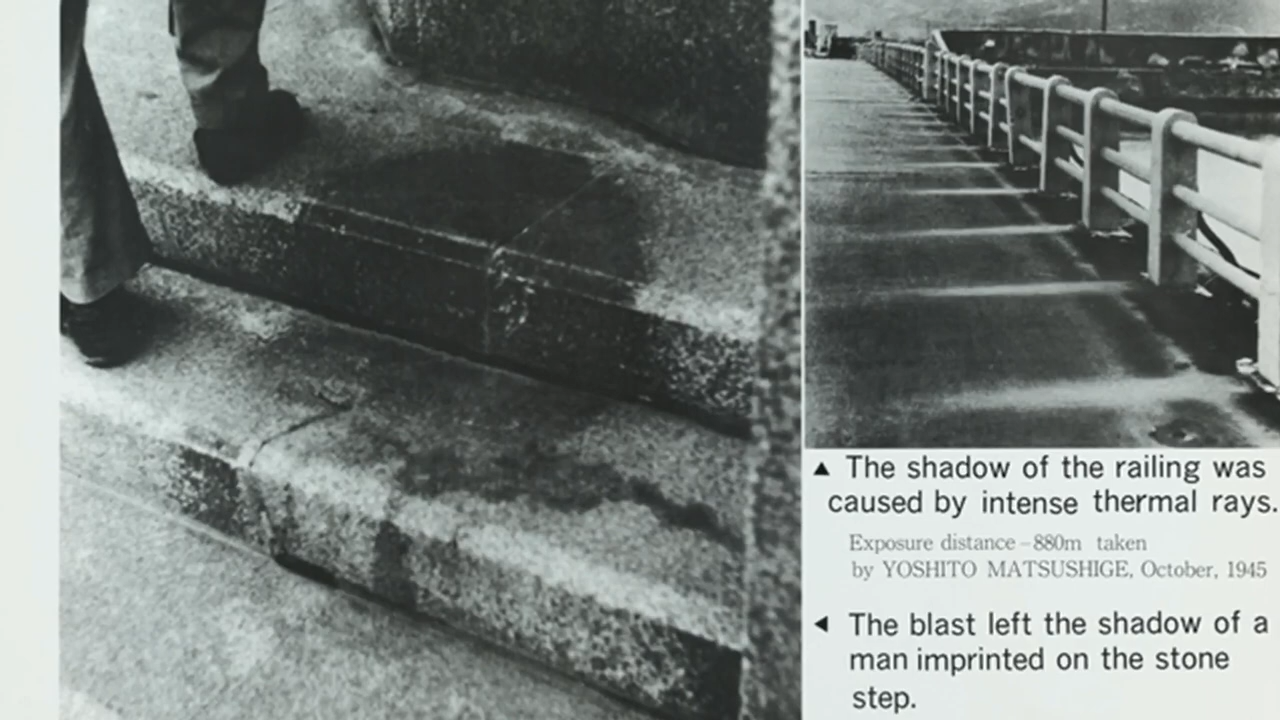 ▲ The shadow of the railing was
caused by intense thermal rays.
Exposure distance–880m taken
by YOSHITO MATSUSHIGE, October, 1945
◀ The blast left the shadow of a
man imprinted on the stone
step.